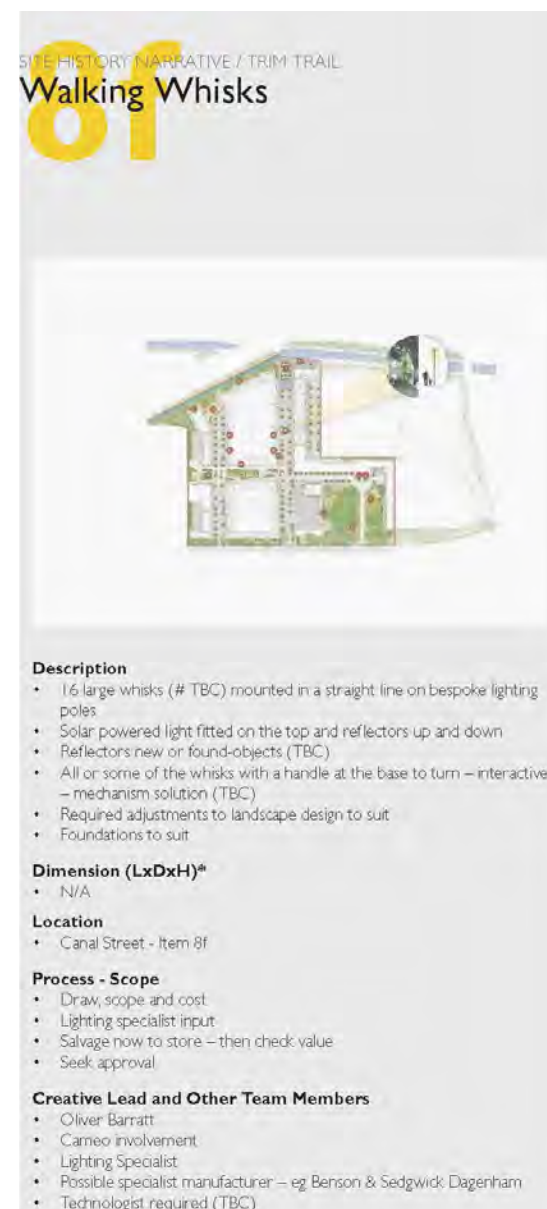 8f
SITE HISTORY NARRATIVE / TRIM TRAIL
Walking Whisks
Description
• 16 large whisks (# TBC) mounted in a straight line on bespoke lighting
poles
• Solar powered light fitted on the top and reflectors up and down
• Reflectors new or found-objects (TBC)
• All or some of the whisks with a handle at the base to turn – interactive
– mechanism solution (TBC)
• Required adjustments to landscape design to suit
• Foundations to suit
Dimension (LxDxH)*
• N/A
Location
• Canal Street - Item 8f
Process - Scope
• Draw, scope and cost
• Lighting specialist input
• Salvage now to store – then check value
• Seek approval
Creative Lead and Other Team Members
• Oliver Barratt
• Cameo involvement
• Lighting Specialist
• Possible specialist manufacturer – eg Benson & Sedgwick Dagenham
• Technologist required (TBC)